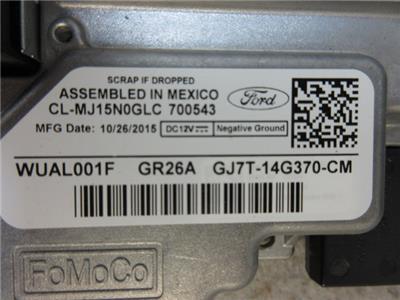 SCRAP IF DROPPED
ASSEMBLED IN MEXICO
CL-MJ15N0GLC 700543
Ford
MFG Date: 10/26/2015 DC12V Negative Ground
WUAL001F GR26A GJ7T-14G370-CM
FoMoCo